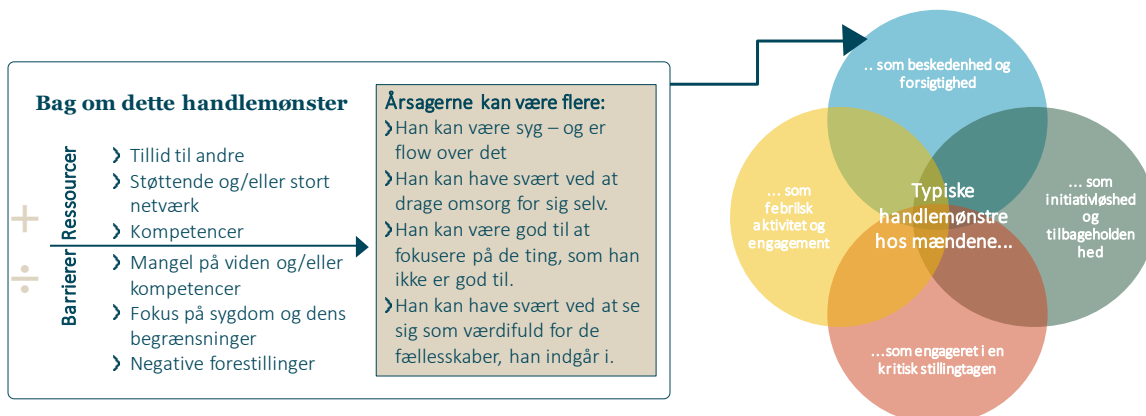 Bag om dette handlemønster
+
÷
Ressourcer
Barrierer
❯ Tillid til andre
❯ Støttende og/eller stort
netværk
❯ Kompetencer
❯ Mangel på viden og/eller
kompetencer
❯ Fokus på sygdom og dens
begrænsninger
❯ Negative forestillinger
Årsagerne kan være flere:
❯ Han kan være syg – og er
flow over det
❯ Han kan have svært ved at
drage omsorg for sig selv.
❯ Han kan være god til at
fokusere på de ting, som han
ikke er god til.
❯ Han kan have svært ved at se
sig som værdifuld for de
fællesskaber, han indgår i.
.. som beskedenhed og
forsigtighed
... som
febrilsk
aktivitet og
engagement
Typiske
handlemønstre
hos mændene...
... som
initiativløshed
og
tilbageholden
hed
...som engageret i en
kritisk stillingtagen